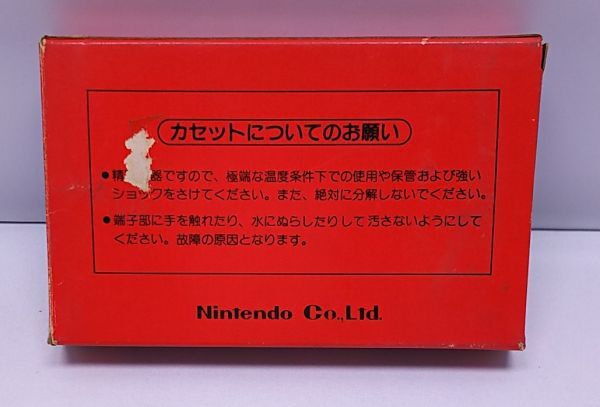 カセットについてのお願い
●精 器ですので、極端な温度条件下での使用や保管および強い
ショックをさけてください。また、絶対に分解しないでください。
●端子部に手を触れたり、水にぬらしたりして汚さないようにして
ください。故障の原因となります。
Nintendo Co.,Ltd.